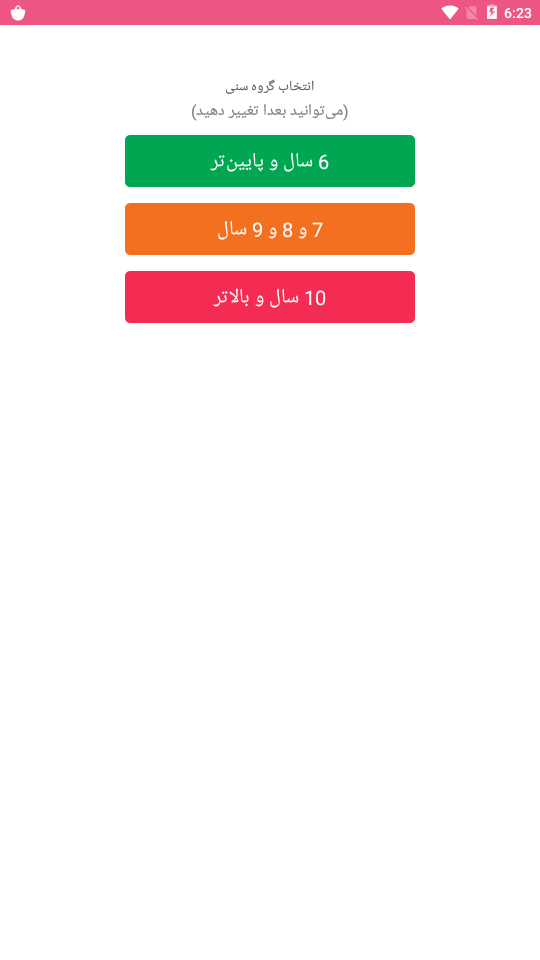 6:23
انتخاب گروه سنی
(می‌توانید بعدا تغییر دهید)
6 سال و پایین‌تر
7 و 8 و 9 سال
10 سال و بالاتر